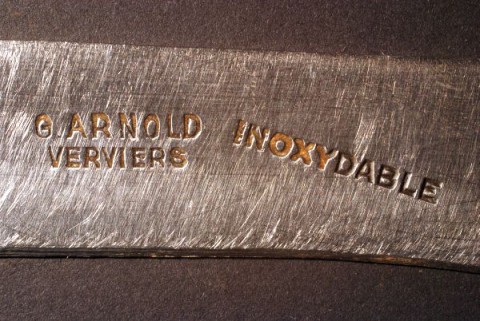 G. ARNOLD
VERVIERS
INOXYDABLE